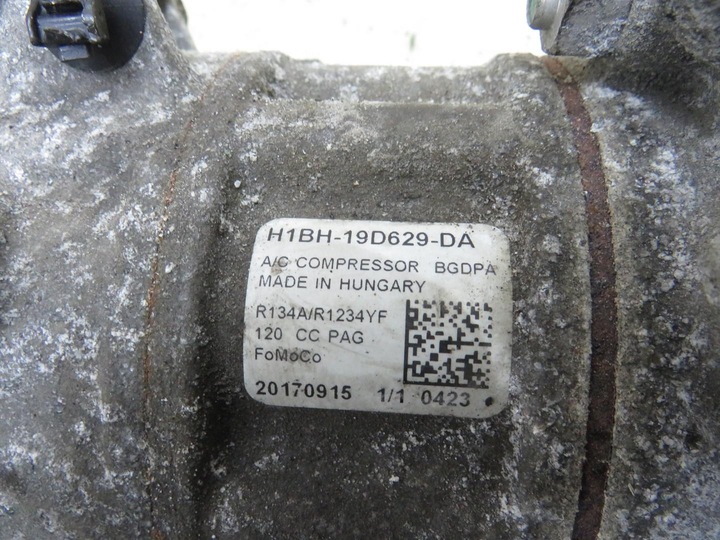 H1BH-19D629-DA
A/C COMPRESSOR BGDPA
MADE IN HUNGARY
R134A/R1234YF
120 CC PAG
FoMoCo
20170915 1/1 0423